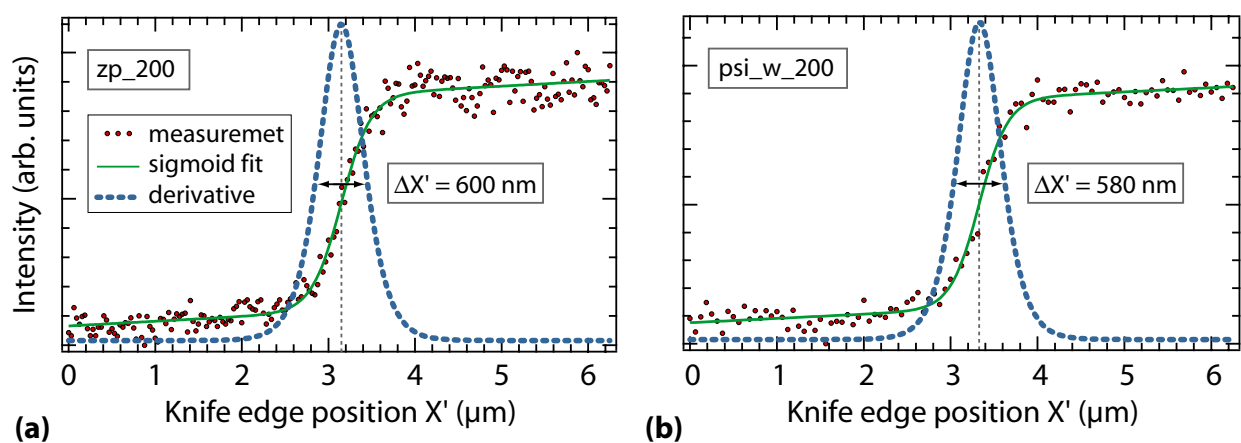 zp_200
measuremet
sigmoid fit
derivative
ΔX' = 600 nm
Intensity (arb. units)
0 1 2 3 4 5 6
Knife edge position X' (μm)
(a)
psi_w_200
ΔX' = 580 nm
0 1 2 3 4 5 6
Knife edge position X' (μm)
(b)